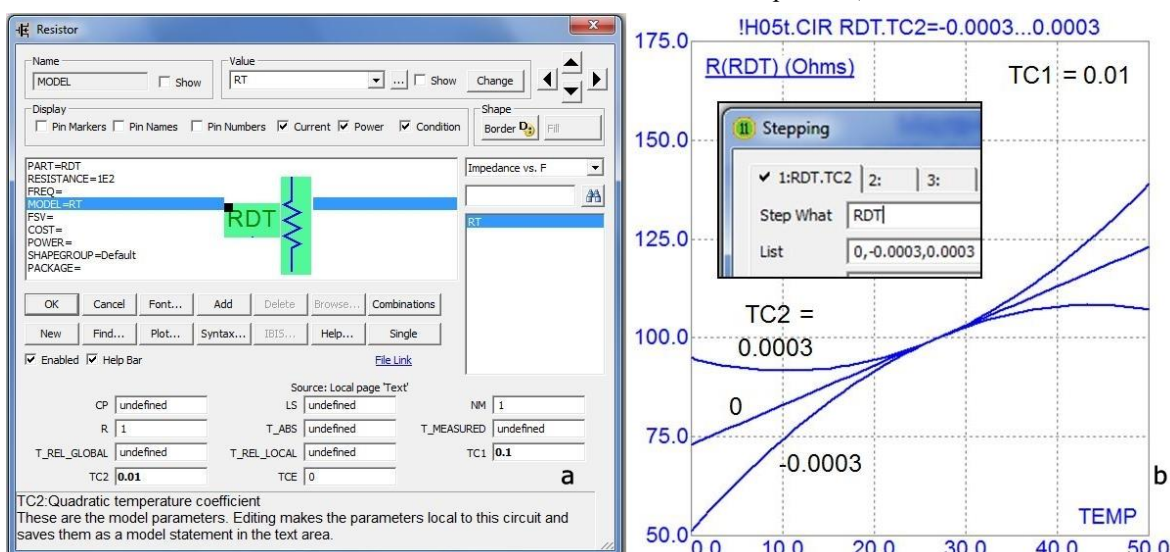 Resistor
Name
MODEL
Show
Value
RT
...
Show
Change
Display
Pin Markers Pin Names Pin Numbers Current Power Condition
Shape
Border
Fill
PART=RDT
RESISTANCE=1E2
FREQ=
MODEL=RT
FSV=
COST=
POWER=
SHAPEGROUP=Default
PACKAGE=
RDT
Impedance vs. F
RT
OK Cancel Font... Add Delete Browse... Combinations
New Find... Plot... Syntax... IBIS... Help... Single
Enabled Help Bar File Link
Source: Local page 'Text'
CP undefined LS undefined NM 1
R 1 T_ABS undefined T_MEASURED undefined
T_REL_GLOBAL undefined T_REL_LOCAL undefined TC1 0.1
TC2 0.01 TCE 0
a
TC2:Quadratic temperature coefficient
These are the model parameters. Editing makes the parameters local to this circuit and
saves them as a model statement in the text area.
!H05t.CIR RDT.TC2=-0.0003...0.0003
175.0
R(RDT) (Ohms)
TC1 = 0.01
11 Stepping
150.0
1:RDT.TC2 2: 3:
Step What RDT
125.0
List 0,-0.0003,0.0003
TC2 =
100.0
0.0003
0
75.0
-0.0003
b
TEMP
50.0
0.0 10.0 20.0 30.0 40.0 50.0